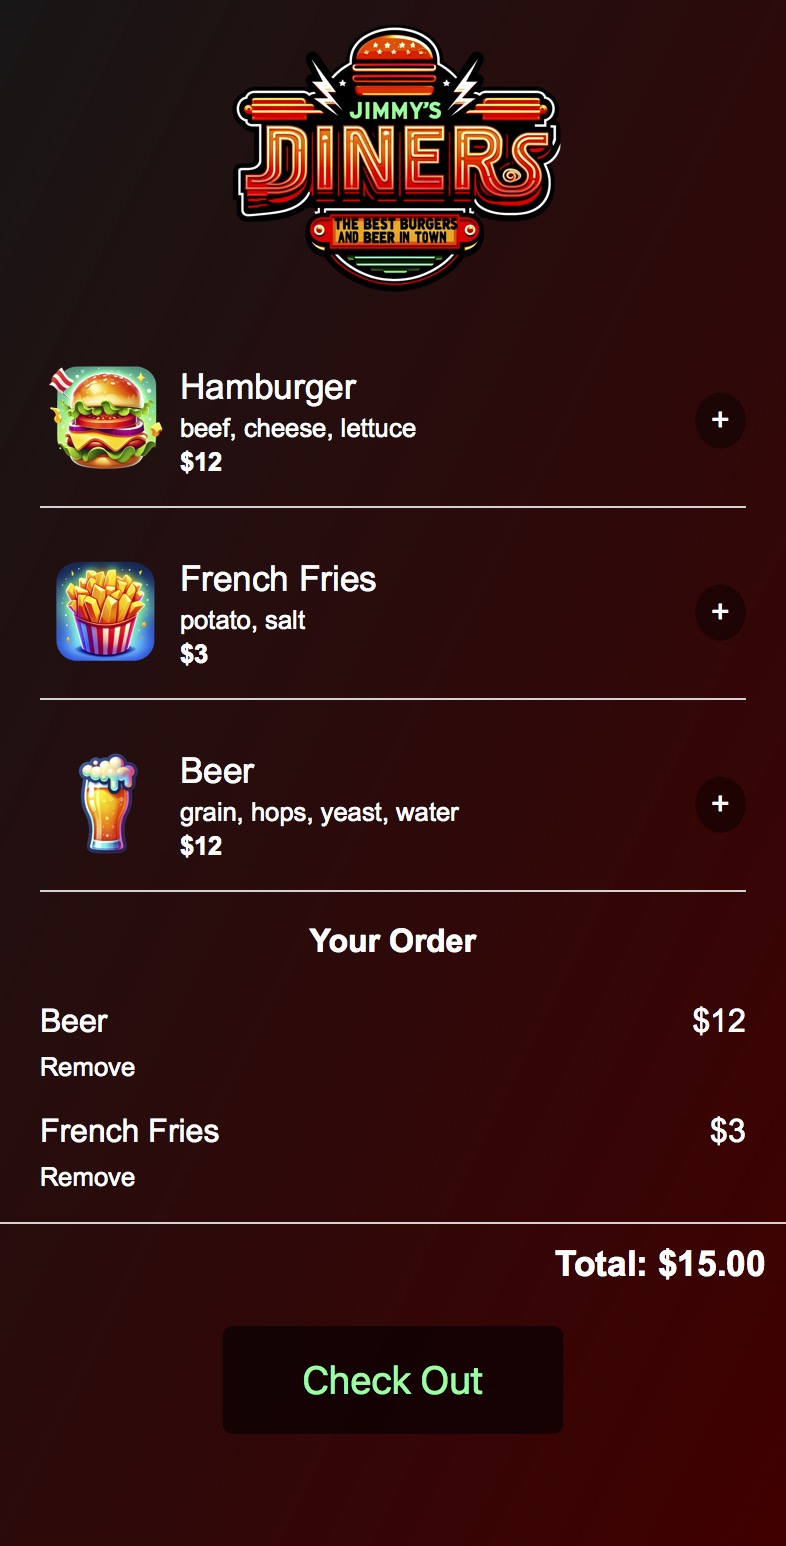 JIMMY'S
DINERS
THE BEST BURGERS
AND BEER IN TOWN
Hamburger
beef, cheese, lettuce
$12
+
French Fries
potato, salt
$3
+
Beer
grain, hops, yeast, water
$12
+
Your Order
Beer $12
Remove
French Fries $3
Remove
Total: $15.00
Check Out